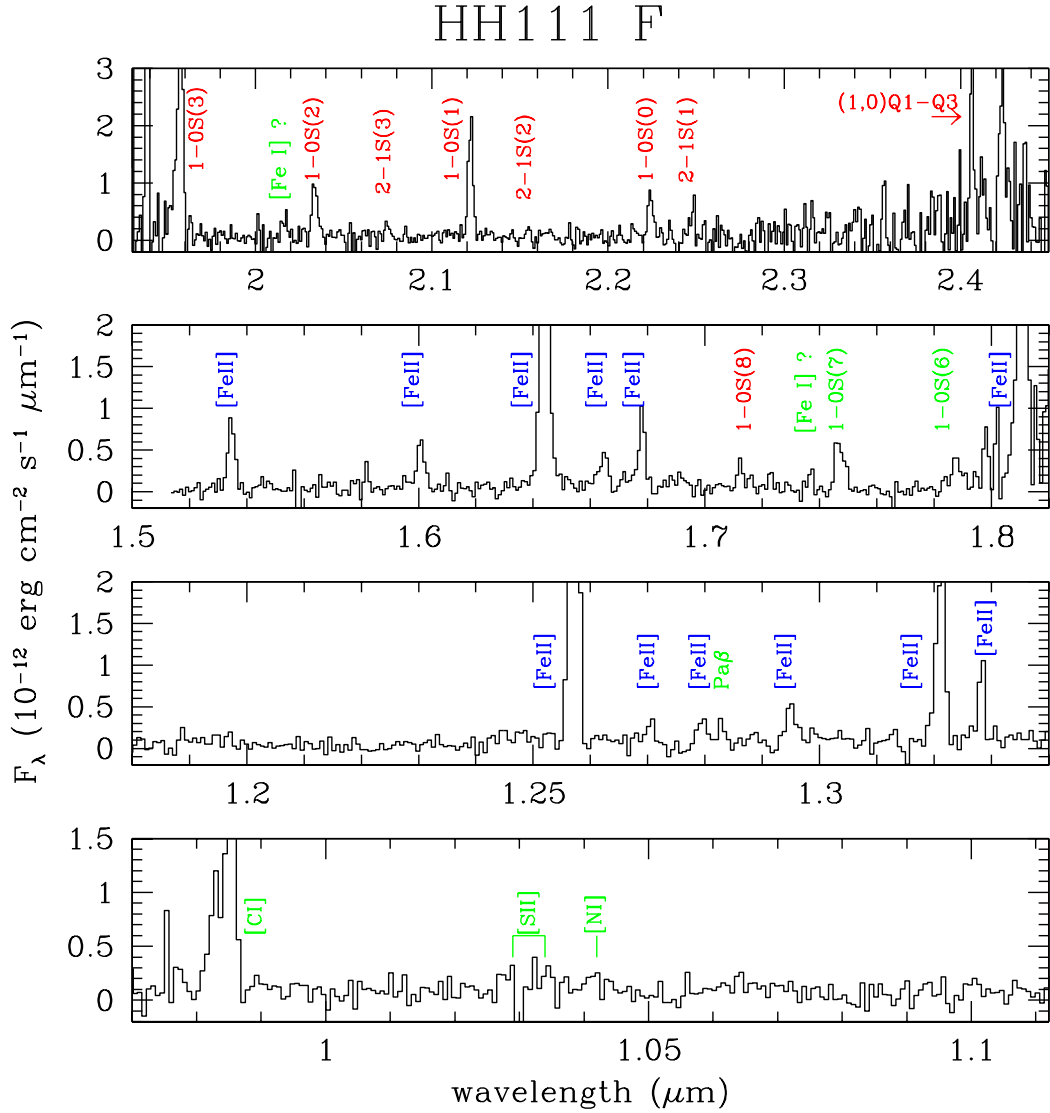 HH111 F
3
2
1
0
1-0S(3)
[Fe I] ?
1-0S(2)
2-1S(3)
1-0S(1)
2-1S(2)
1-0S(0)
2-1S(1)
(1,0)Q1-Q3
2 2.1 2.2 2.3 2.4
2
1.5
1
0.5
0
[FeII]
[FeII]
[FeII]
[FeII]
[FeII]
1-0S(8)
[Fe I] ?
1-0S(7)
1-0S(6)
[FeII]
1.5 1.6 1.7 1.8
2
1.5
1
0.5
0
[FeII]
[FeII]
[FeII]
Paβ
[FeII]
[FeII]
[FeII]
1.2 1.25 1.3
1.5
1
0.5
0
[CI]
[SII]
[NI]
1 1.05 1.1
wavelength (μm)
F_λ (10⁻¹² erg cm⁻² s⁻¹ μm⁻¹)